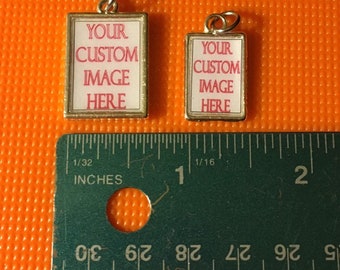 YOUR
CUSTOM
IMAGE
HERE
YOUR
CUSTOM
IMAGE
HERE
1/32
1/16
INCHES
1
2
30
29
28
27
26
25